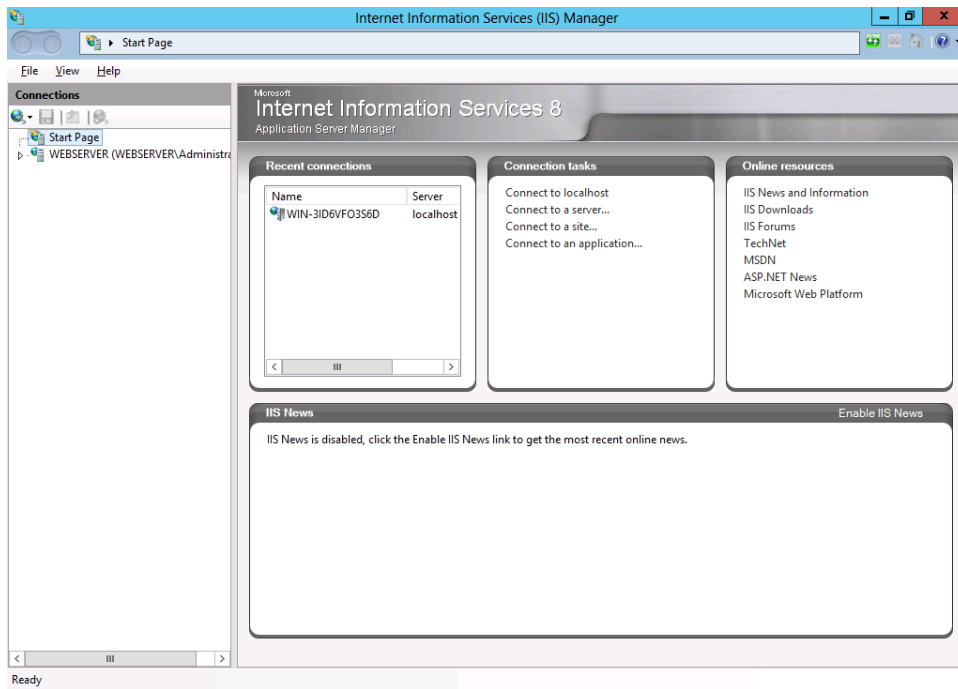 Internet Information Services (IIS) Manager
Start Page
File View Help
Connections
Start Page
WEBSERVER (WEBSERVER\Administra
Microsoft
Internet Information Services 8
Application Server Manager
Recent connections
Name Server
WIN-3ID6VFO3S6D localhost
Connection tasks
Connect to localhost
Connect to a server...
Connect to a site...
Connect to an application...
Online resources
IIS News and Information
IIS Downloads
IIS Forums
TechNet
MSDN
ASP.NET News
Microsoft Web Platform
IIS News Enable IIS News
IIS News is disabled, click the Enable IIS News link to get the most recent online news.
Ready